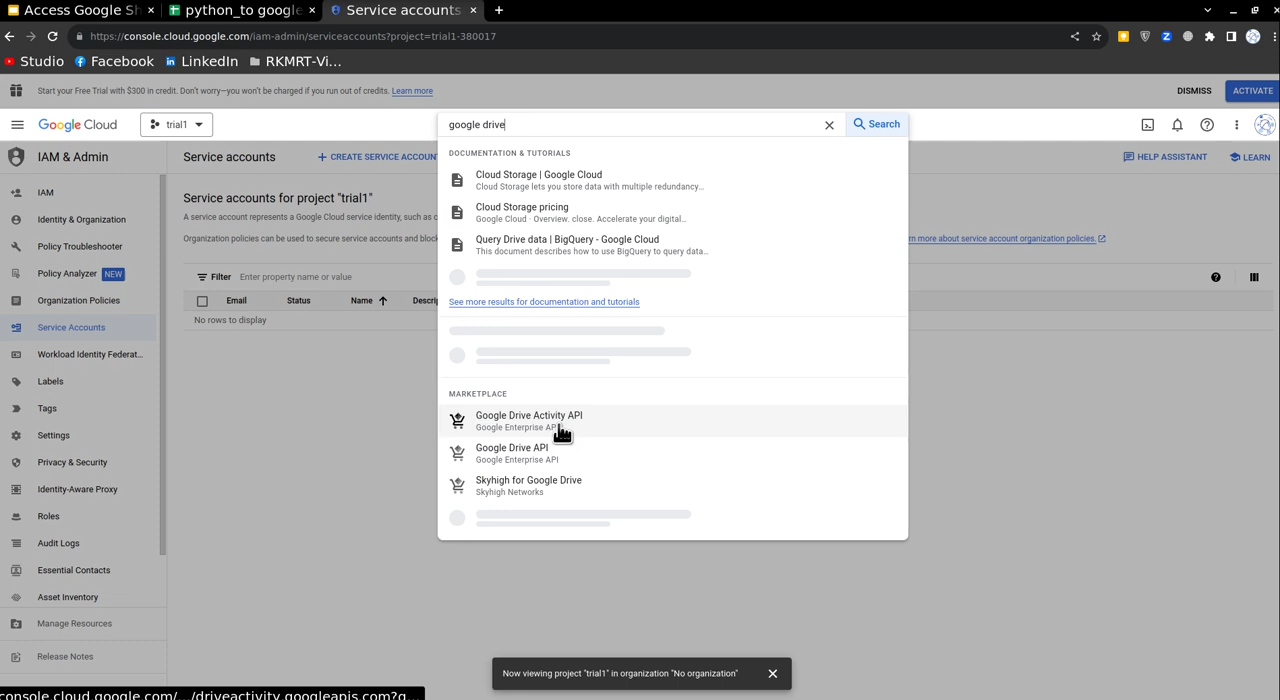 Access Google Sh
python_to google
Service accounts
https://console.cloud.google.com/iam-admin/serviceaccounts?project=trial1-380017
Studio Facebook LinkedIn RKMRT-Vi...
Start your Free Trial with $300 in credit. Don't worry—you won't be charged if you run out of credits. Learn more
DISMISS
ACTIVATE
Google Cloud
trial1
google drive
Search
IAM & Admin
Service accounts
+ CREATE SERVICE ACCOUN
HELP ASSISTANT
LEARN
IAM
Identity & Organization
Policy Troubleshooter
Policy Analyzer NEW
Organization Policies
Service Accounts
Workload Identity Federat...
Labels
Tags
Settings
Privacy & Security
Identity-Aware Proxy
Roles
Audit Logs
Essential Contacts
Asset Inventory
Manage Resources
Release Notes
Service accounts for project "trial1"
A service account represents a Google Cloud service identity, such as c
Organization policies can be used to secure service accounts and block
rn more about service account organization policies.
Filter Enter property name or value
Email Status Name Descrip
No rows to display
DOCUMENTATION & TUTORIALS
Cloud Storage | Google Cloud
Cloud Storage lets you store data with multiple redundancy...
Cloud Storage pricing
Google Cloud · Overview. close. Accelerate your digital...
Query Drive data | BigQuery - Google Cloud
This document describes how to use BigQuery to query data...
See more results for documentation and tutorials
MARKETPLACE
Google Drive Activity API
Google Enterprise API
Google Drive API
Google Enterprise API
Skyhigh for Google Drive
Skyhigh Networks
Now viewing project "trial1" in organization "No organization"
console.cloud.google.com/.../driveactivity.googleapis.com?q...